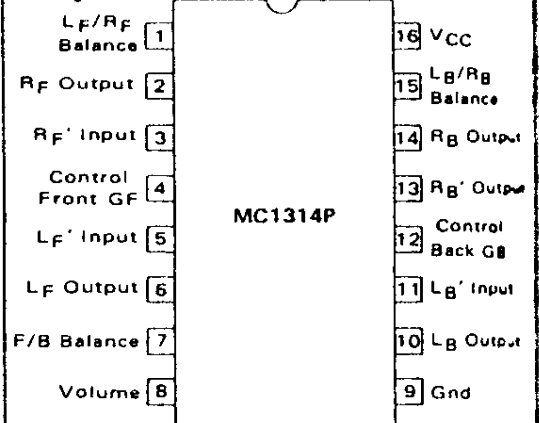 LF/RF
Balance 1
RF Output 2
RF' Input 3
Control
Front GF 4
LF' Input 5
LF Output 6
F/B Balance 7
Volume 8
MC1314P
16 VCC
15 LB/RB
Balance
14 RB Output
13 RB' Output
12 Control
Back GB
11 LB' Input
10 LB Output
9 Gnd